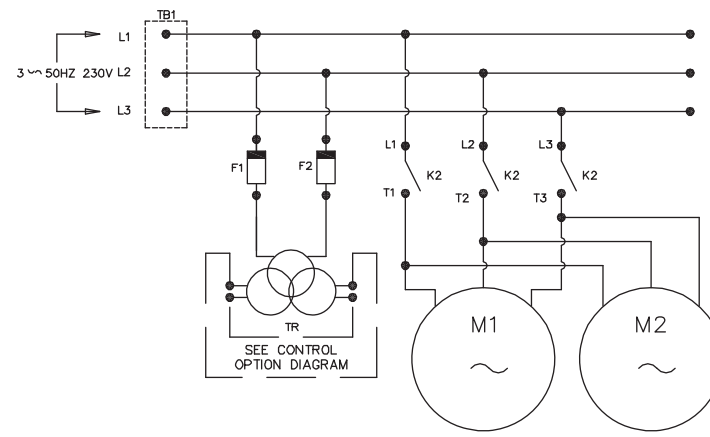 TB1
L1
3 ∿ 50HZ 230V L2
L3
L1
L2
L3
F1
F2
K2
K2
K2
T1
T2
T3
TR
M1
M2
SEE CONTROL
OPTION DIAGRAM